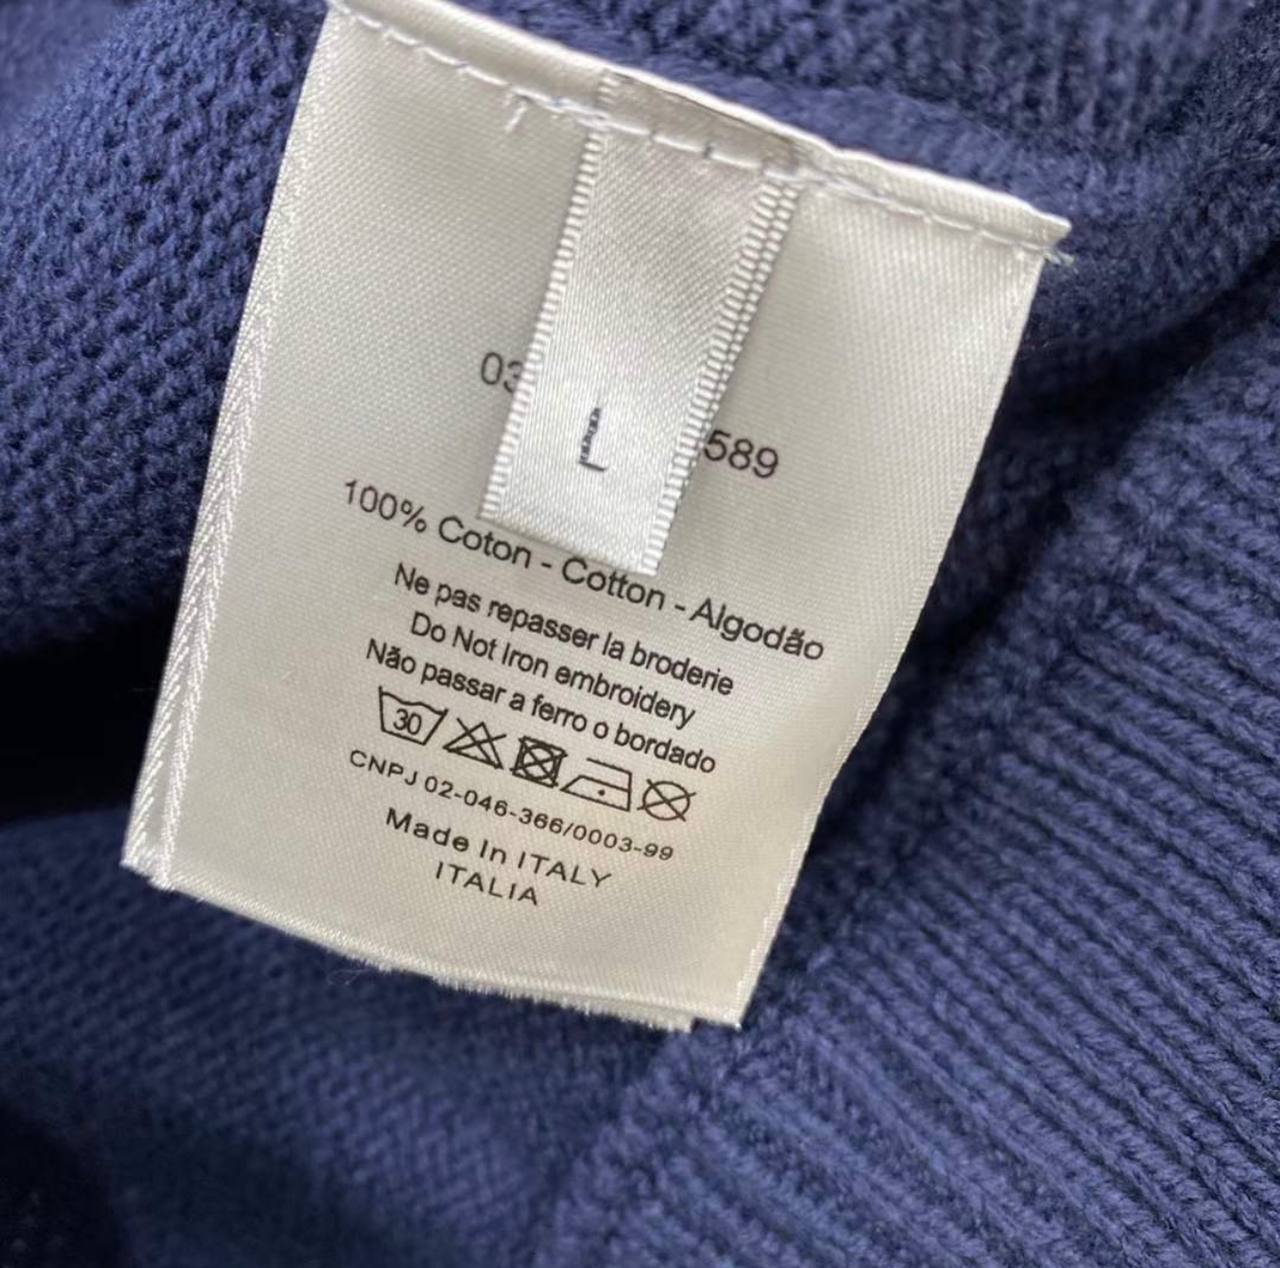 03
L
589
100% Coton - Cotton - Algodão
Ne pas repasser la broderie
Do Not Iron embroidery
Não passar a ferro o bordado
30
CNPJ 02-046-366/0003-99
Made In ITALY
ITALIA